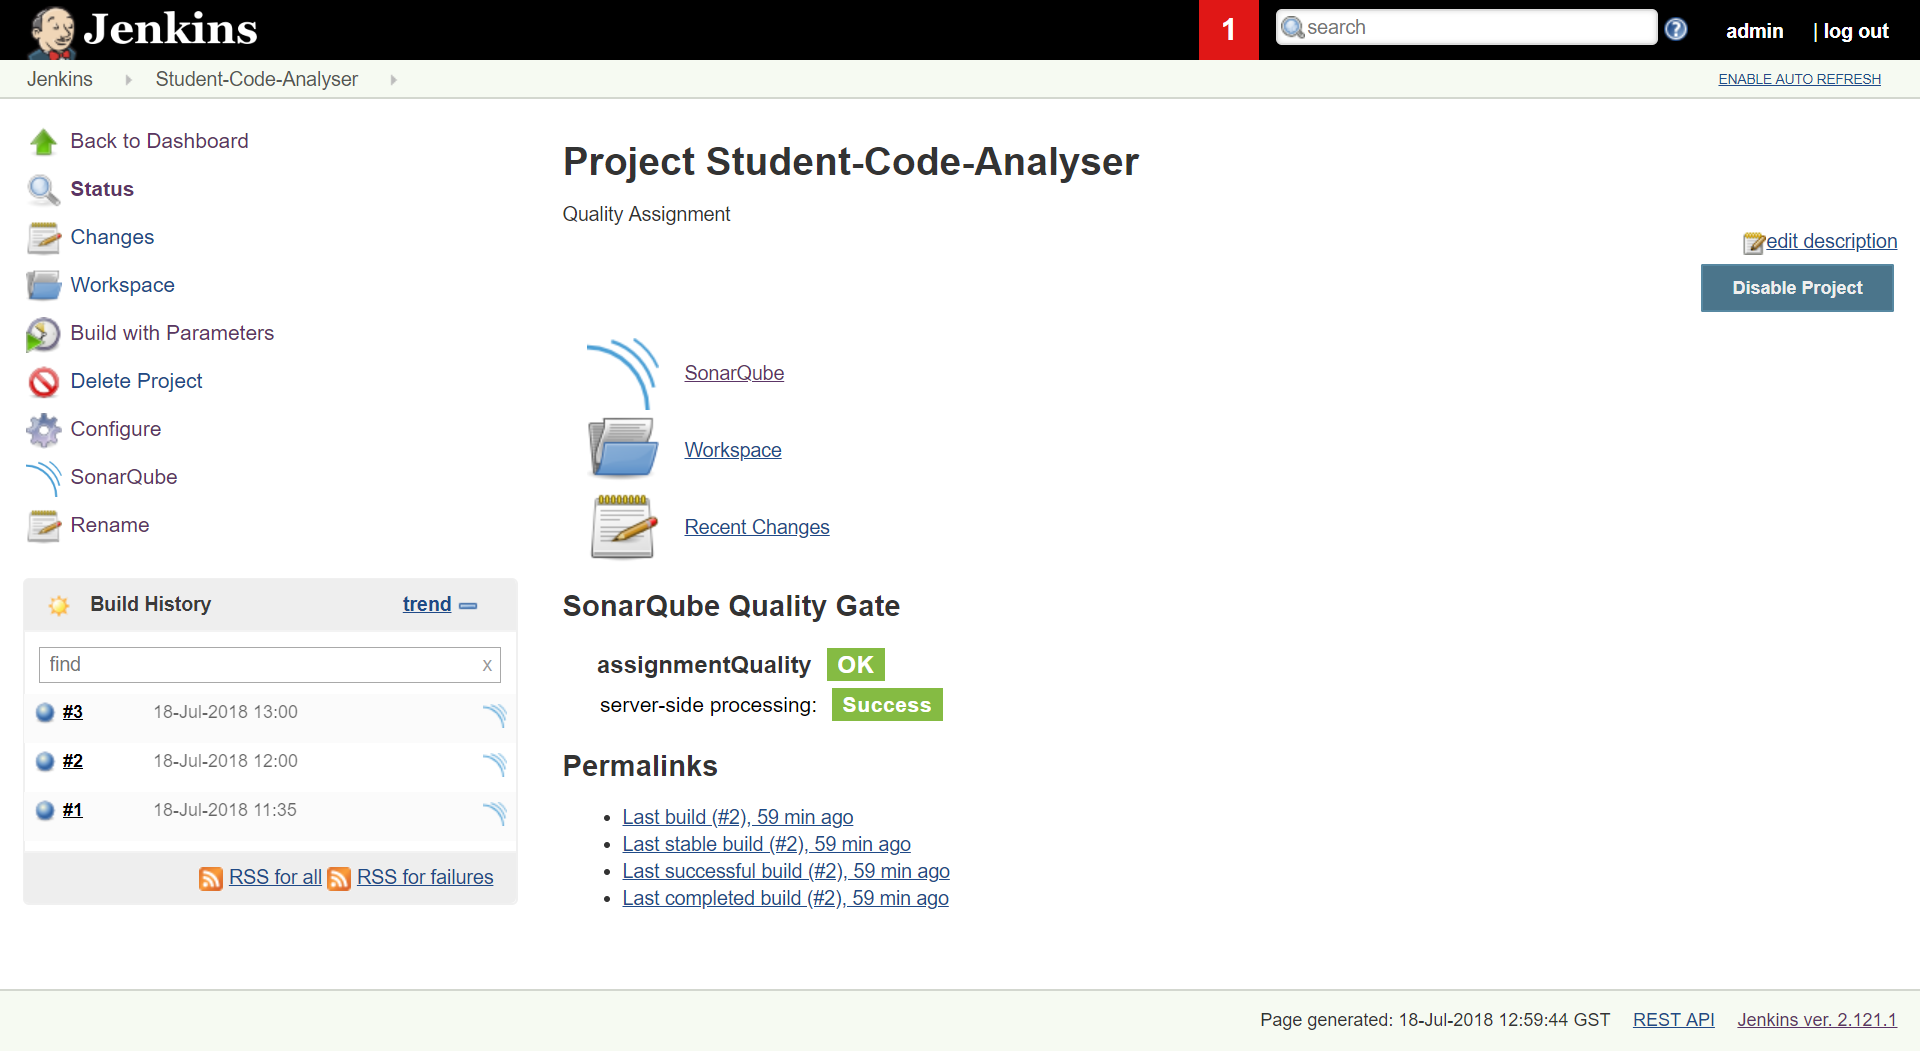 Jenkins
1
search
admin
| log out
Jenkins
Student-Code-Analyser
ENABLE AUTO REFRESH
Back to Dashboard
Status
Changes
Workspace
Build with Parameters
Delete Project
Configure
SonarQube
Rename
Build History
trend
find
x
#3 18-Jul-2018 13:00
#2 18-Jul-2018 12:00
#1 18-Jul-2018 11:35
RSS for all
RSS for failures
Project Student-Code-Analyser
Quality Assignment
edit description
Disable Project
SonarQube
Workspace
Recent Changes
SonarQube Quality Gate
assignmentQuality OK
server-side processing: Success
Permalinks
Last build (#2), 59 min ago
Last stable build (#2), 59 min ago
Last successful build (#2), 59 min ago
Last completed build (#2), 59 min ago
Page generated: 18-Jul-2018 12:59:44 GST
REST API
Jenkins ver. 2.121.1